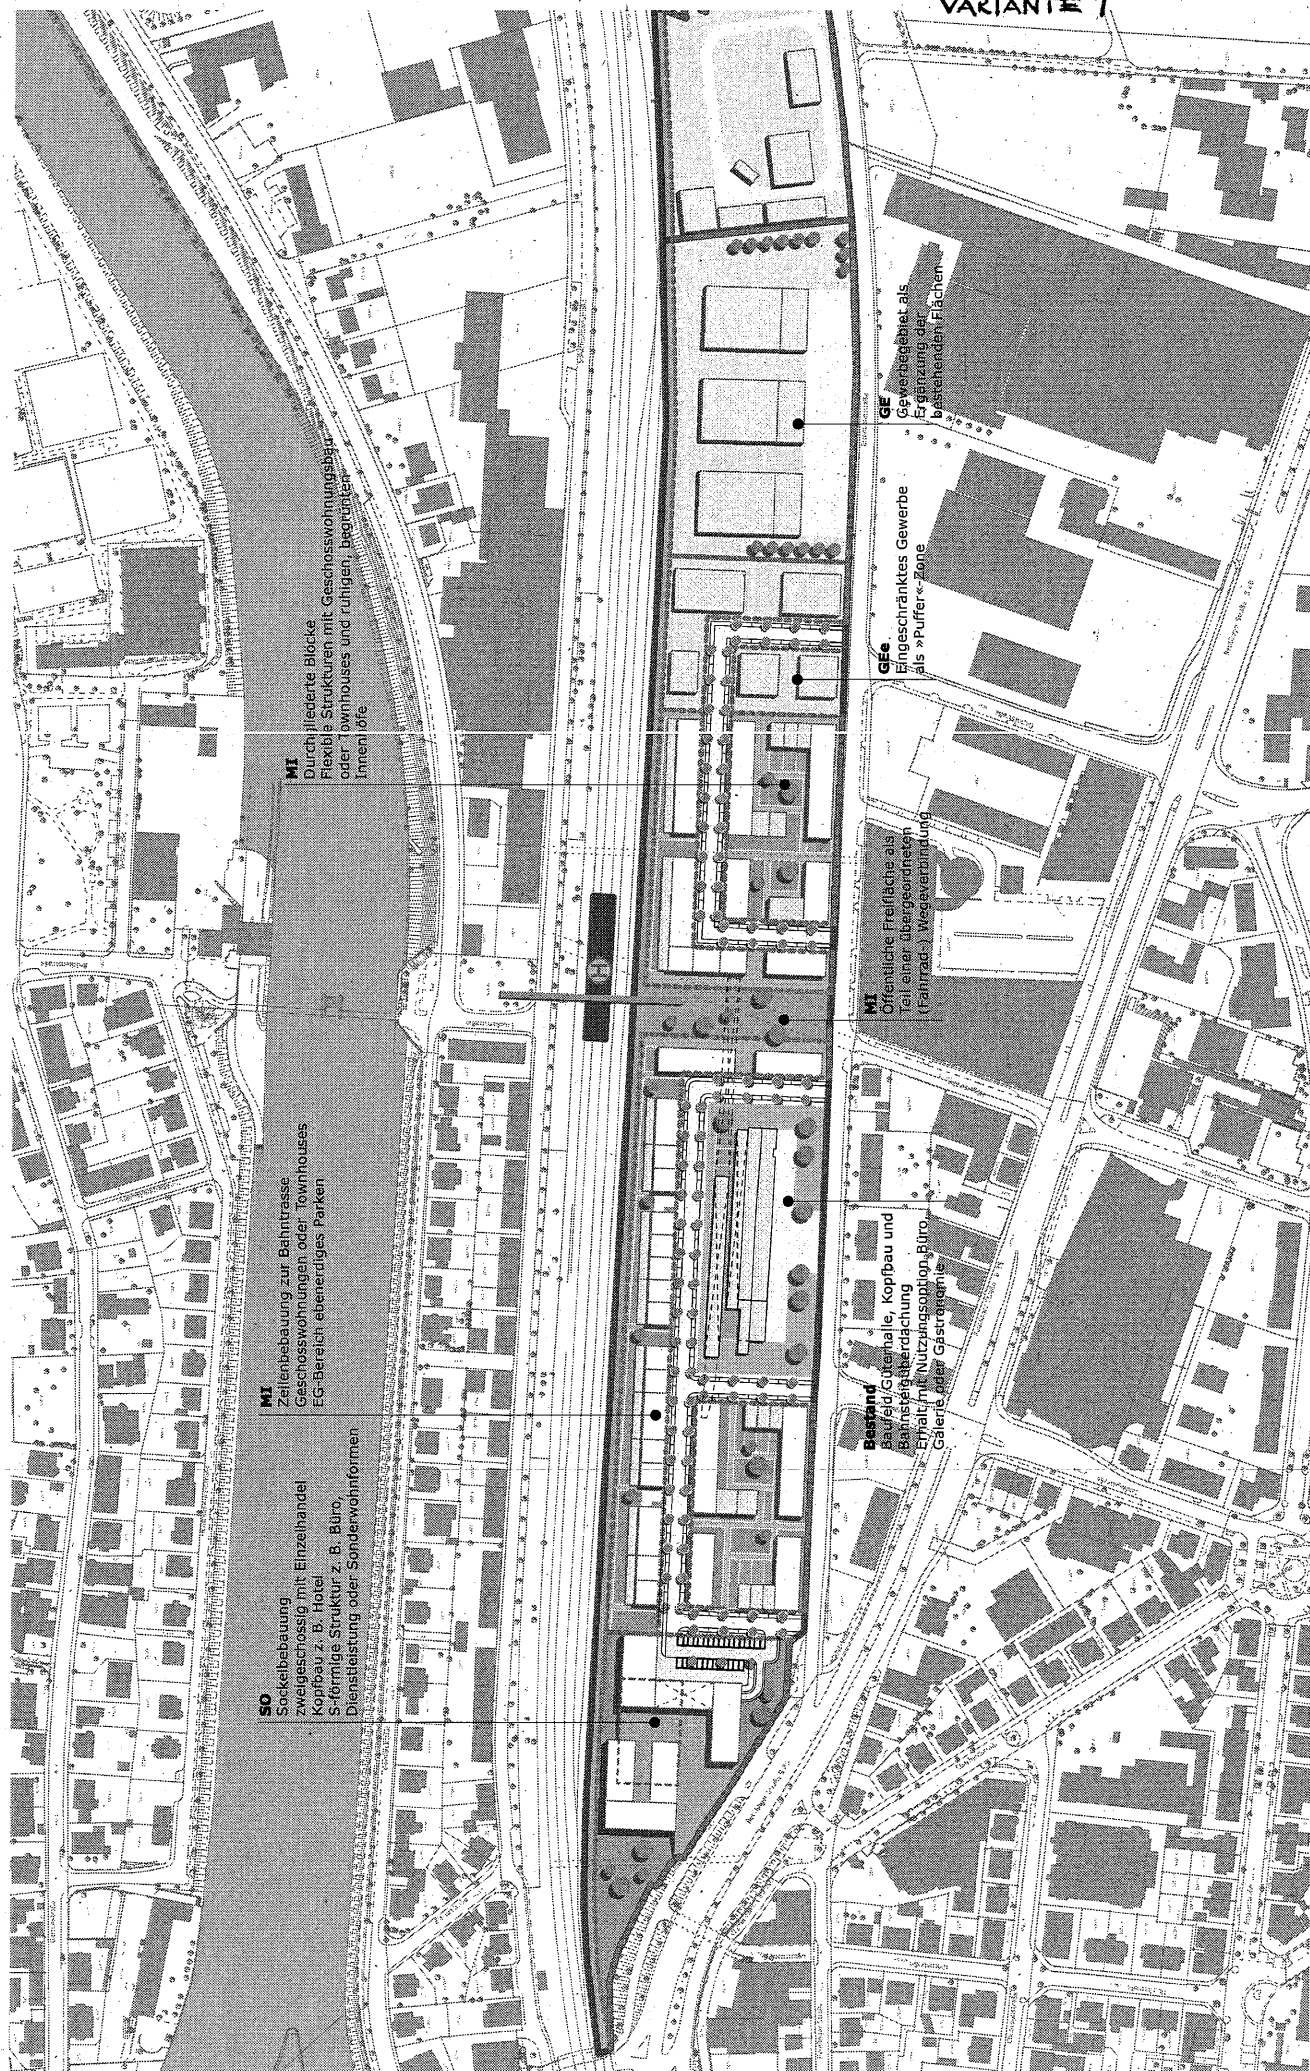 VARIANTE 1
SO
Sockelbebauung
zweigeschossig mit Einzelhandel
Kopfbau z. B. Hotel
S-förmige Struktur z. B. Büro,
Dienstleistung oder Sonderwohnformen
MI
Zeilenbebauung zur Bahntrasse
Geschosswohnungen oder Townhouses
EG-Bereich ebenerdiges Parken
MI
Durchgliederte Blöcke
Flexible Strukturen mit Geschosswohnungsbau
oder Townhouses und ruhigen, begrünten
Innenhöfe
Bestand
Baufeld Güterhalle, Kopfbau und
Bahnsteigüberdachung
Erhalt mit Nutzungsoption Büro,
Galerie oder Gastronomie
MI
Öffentliche Freifläche als
Teil einer übergeordneten
(Fahrrad-) Wegeverbindung
GEe
Eingeschränktes Gewerbe
als »Puffer«-Zone
GE
Gewerbegebiet als
Ergänzung der
bestehenden Flächen
H